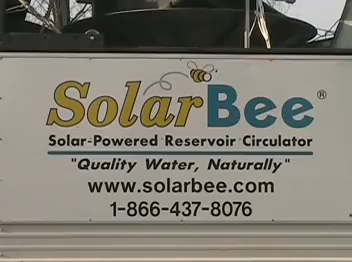 SolarBee®
Solar-Powered Reservoir Circulator
"Quality Water, Naturally"
www.solarbee.com
1-866-437-8076